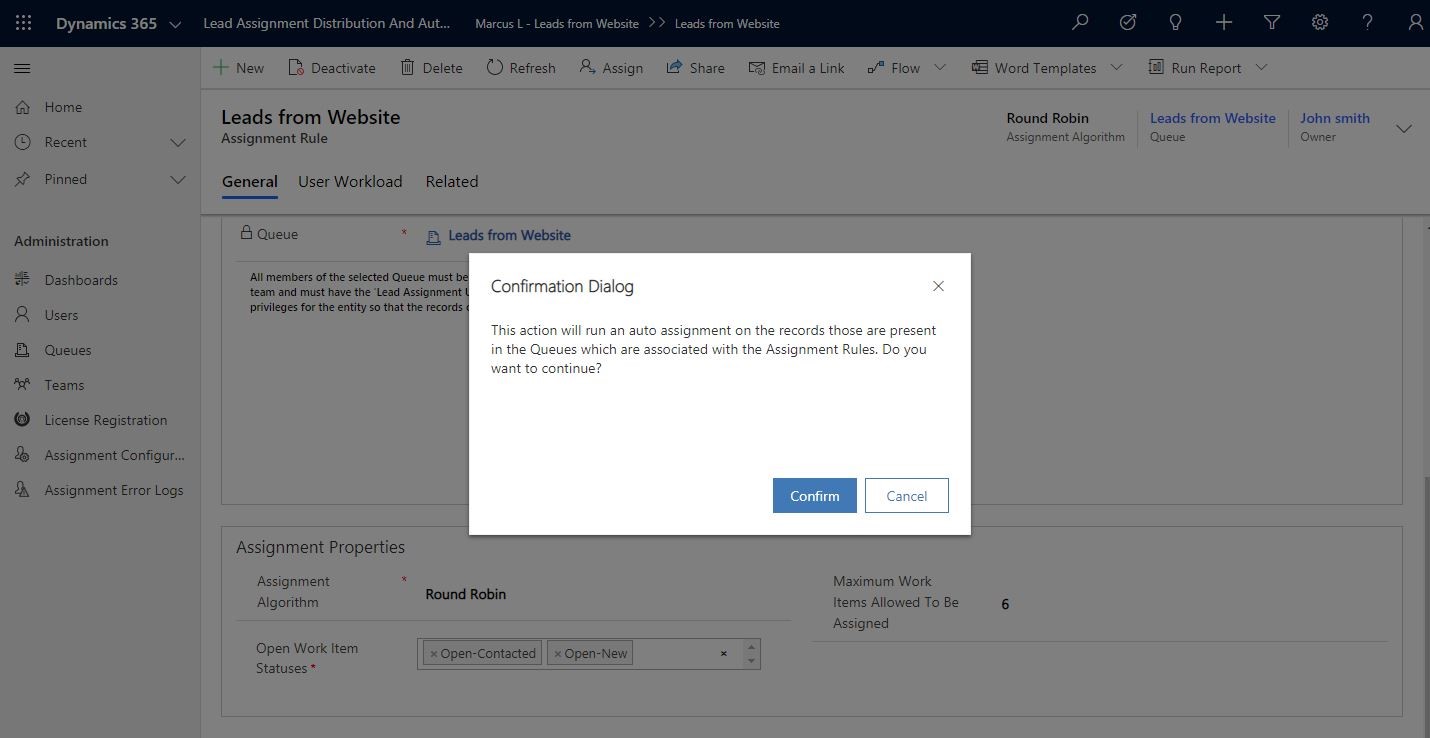 Dynamics 365 Lead Assignment Distribution And Aut... Marcus L - Leads from Website >> Leads from Website ?
New Deactivate Delete Refresh Assign Share Email a Link Flow Word Templates Run Report
Home
Recent
Pinned
Administration
Dashboards
Users
Queues
Teams
License Registration
Assignment Configur...
Assignment Error Logs
Leads from Website
Assignment Rule
Round Robin
Assignment Algorithm
Leads from Website
Queue
John smith
Owner
General User Workload Related
Queue * Leads from Website
All members of the selected Queue must be
team and must have the 'Lead Assignment
privileges for the entity so that the records
Confirmation Dialog
This action will run an auto assignment on the records those are present
in the Queues which are associated with the Assignment Rules. Do you
want to continue?
Confirm Cancel
Assignment Properties
Assignment *
Algorithm
Round Robin
Maximum Work
Items Allowed To Be
Assigned
6
Open Work Item
Statuses *
× Open-Contacted × Open-New ×